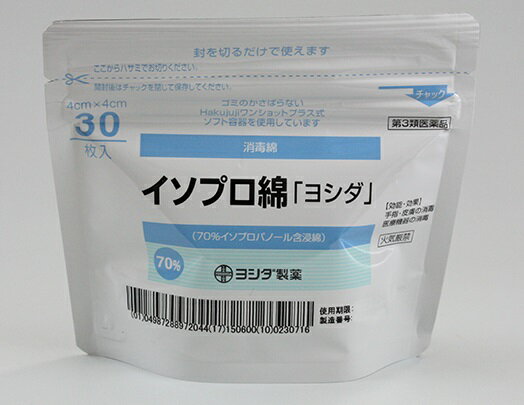 封を切るだけで使えます
ここからハサミでお切りください。
開封後はチャックを閉じて保存してください。
チャック
4cm×4cm
30
枚入
ゴミのかさばらない
Hakujujiワンショットプラス式
ソフト容器を使用しています
第3類医薬品
消毒綿
イソプロ綿「ヨシダ」
(70%イソプロパノール含浸綿)
【効能・効果】
手指・皮膚の消毒
医療機器の消毒
火気厳禁
70%
ヨシダ製薬
使用期限:
製造番号:
(01)04987288972044(17)150600(10)0230716